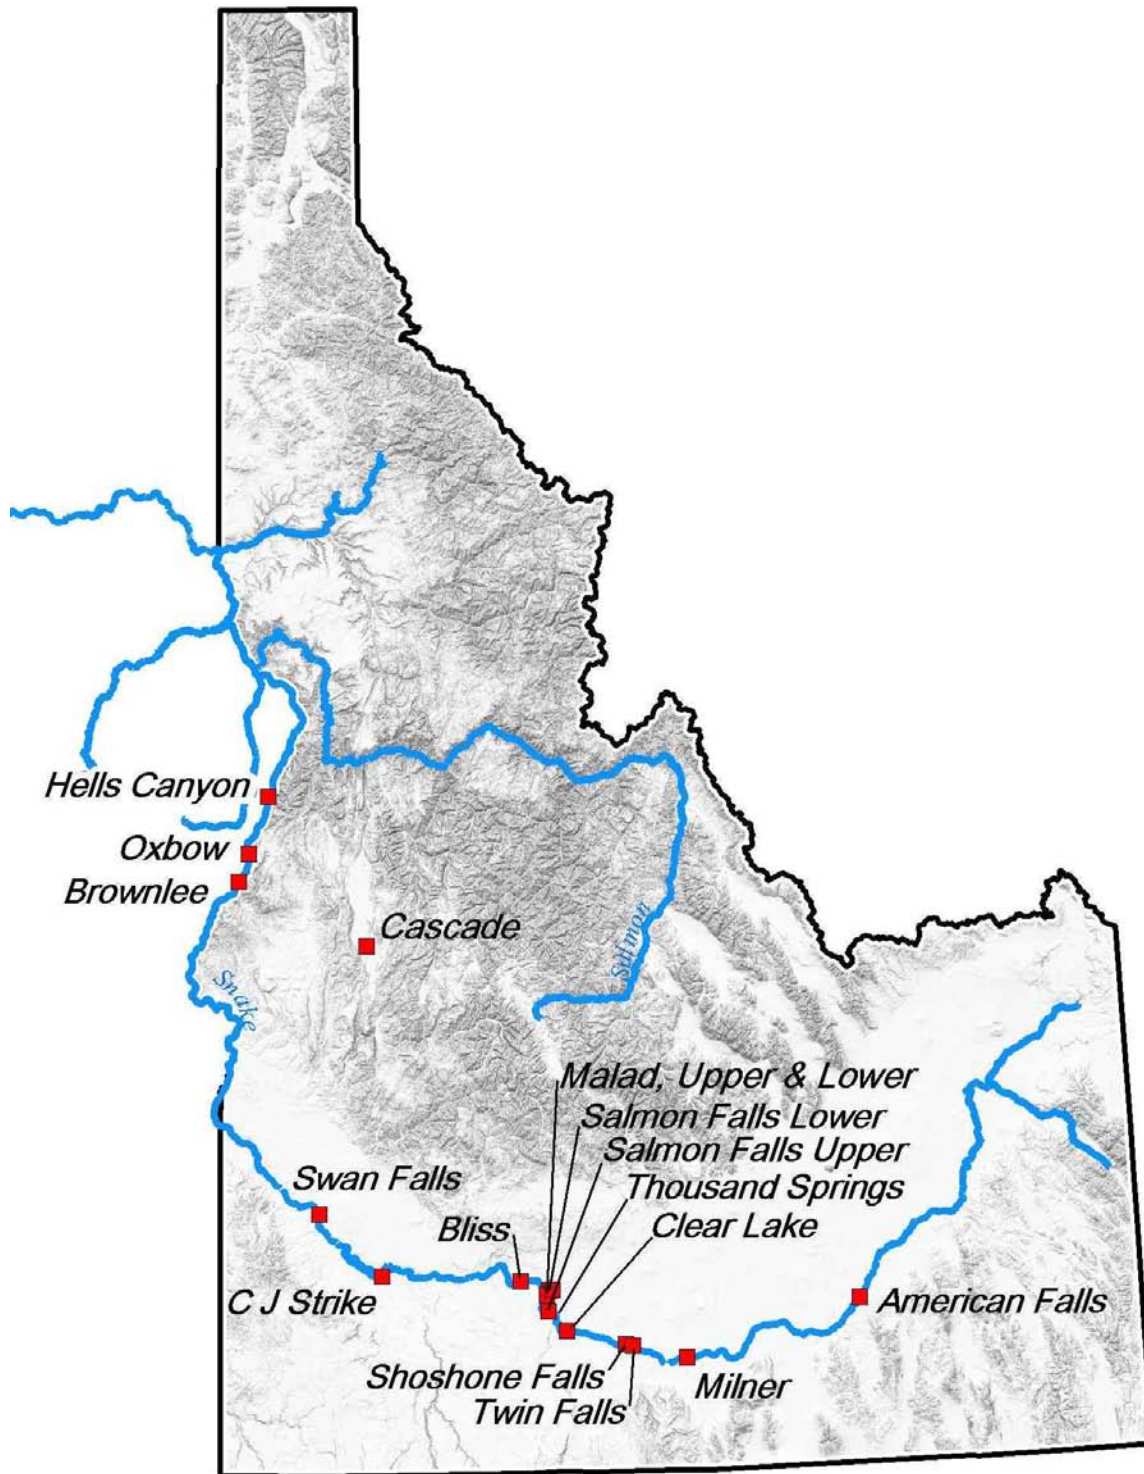 Hells Canyon
Oxbow
Brownlee
Cascade
Salmon
Snake
Malad, Upper & Lower
Salmon Falls Lower
Salmon Falls Upper
Thousand Springs
Clear Lake
Swan Falls
Bliss
C J Strike
American Falls
Shoshone Falls
Milner
Twin Falls